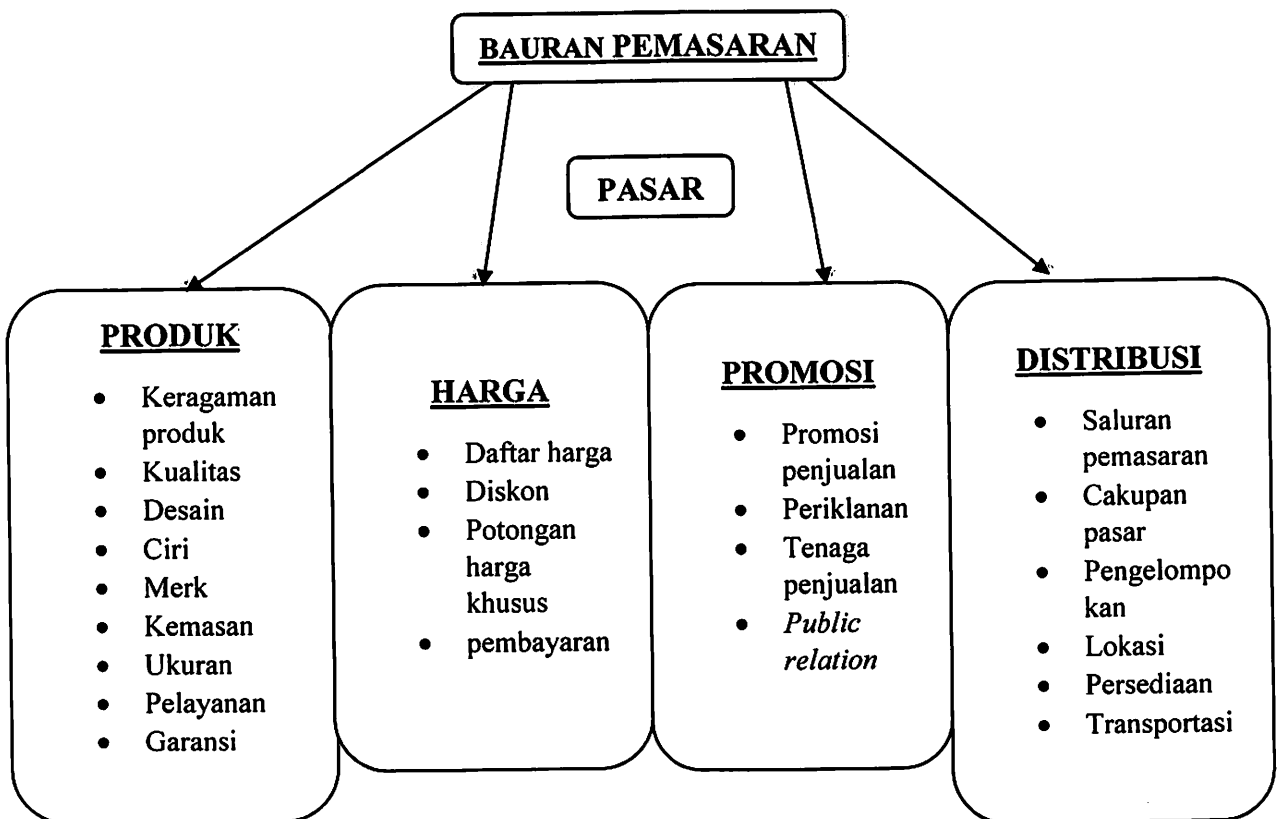 BAURAN PEMASARAN
PASAR
PRODUK
• Keragaman
produk
• Kualitas
• Desain
• Ciri
• Merk
• Kemasan
• Ukuran
• Pelayanan
• Garansi
HARGA
• Daftar harga
• Diskon
• Potongan
harga
khusus
• pembayaran
PROMOSI
• Promosi
penjualan
• Periklanan
• Tenaga
penjualan
• Public
relation
DISTRIBUSI
• Saluran
pemasaran
• Cakupan
pasar
• Pengelompo
kan
• Lokasi
• Persediaan
• Transportasi